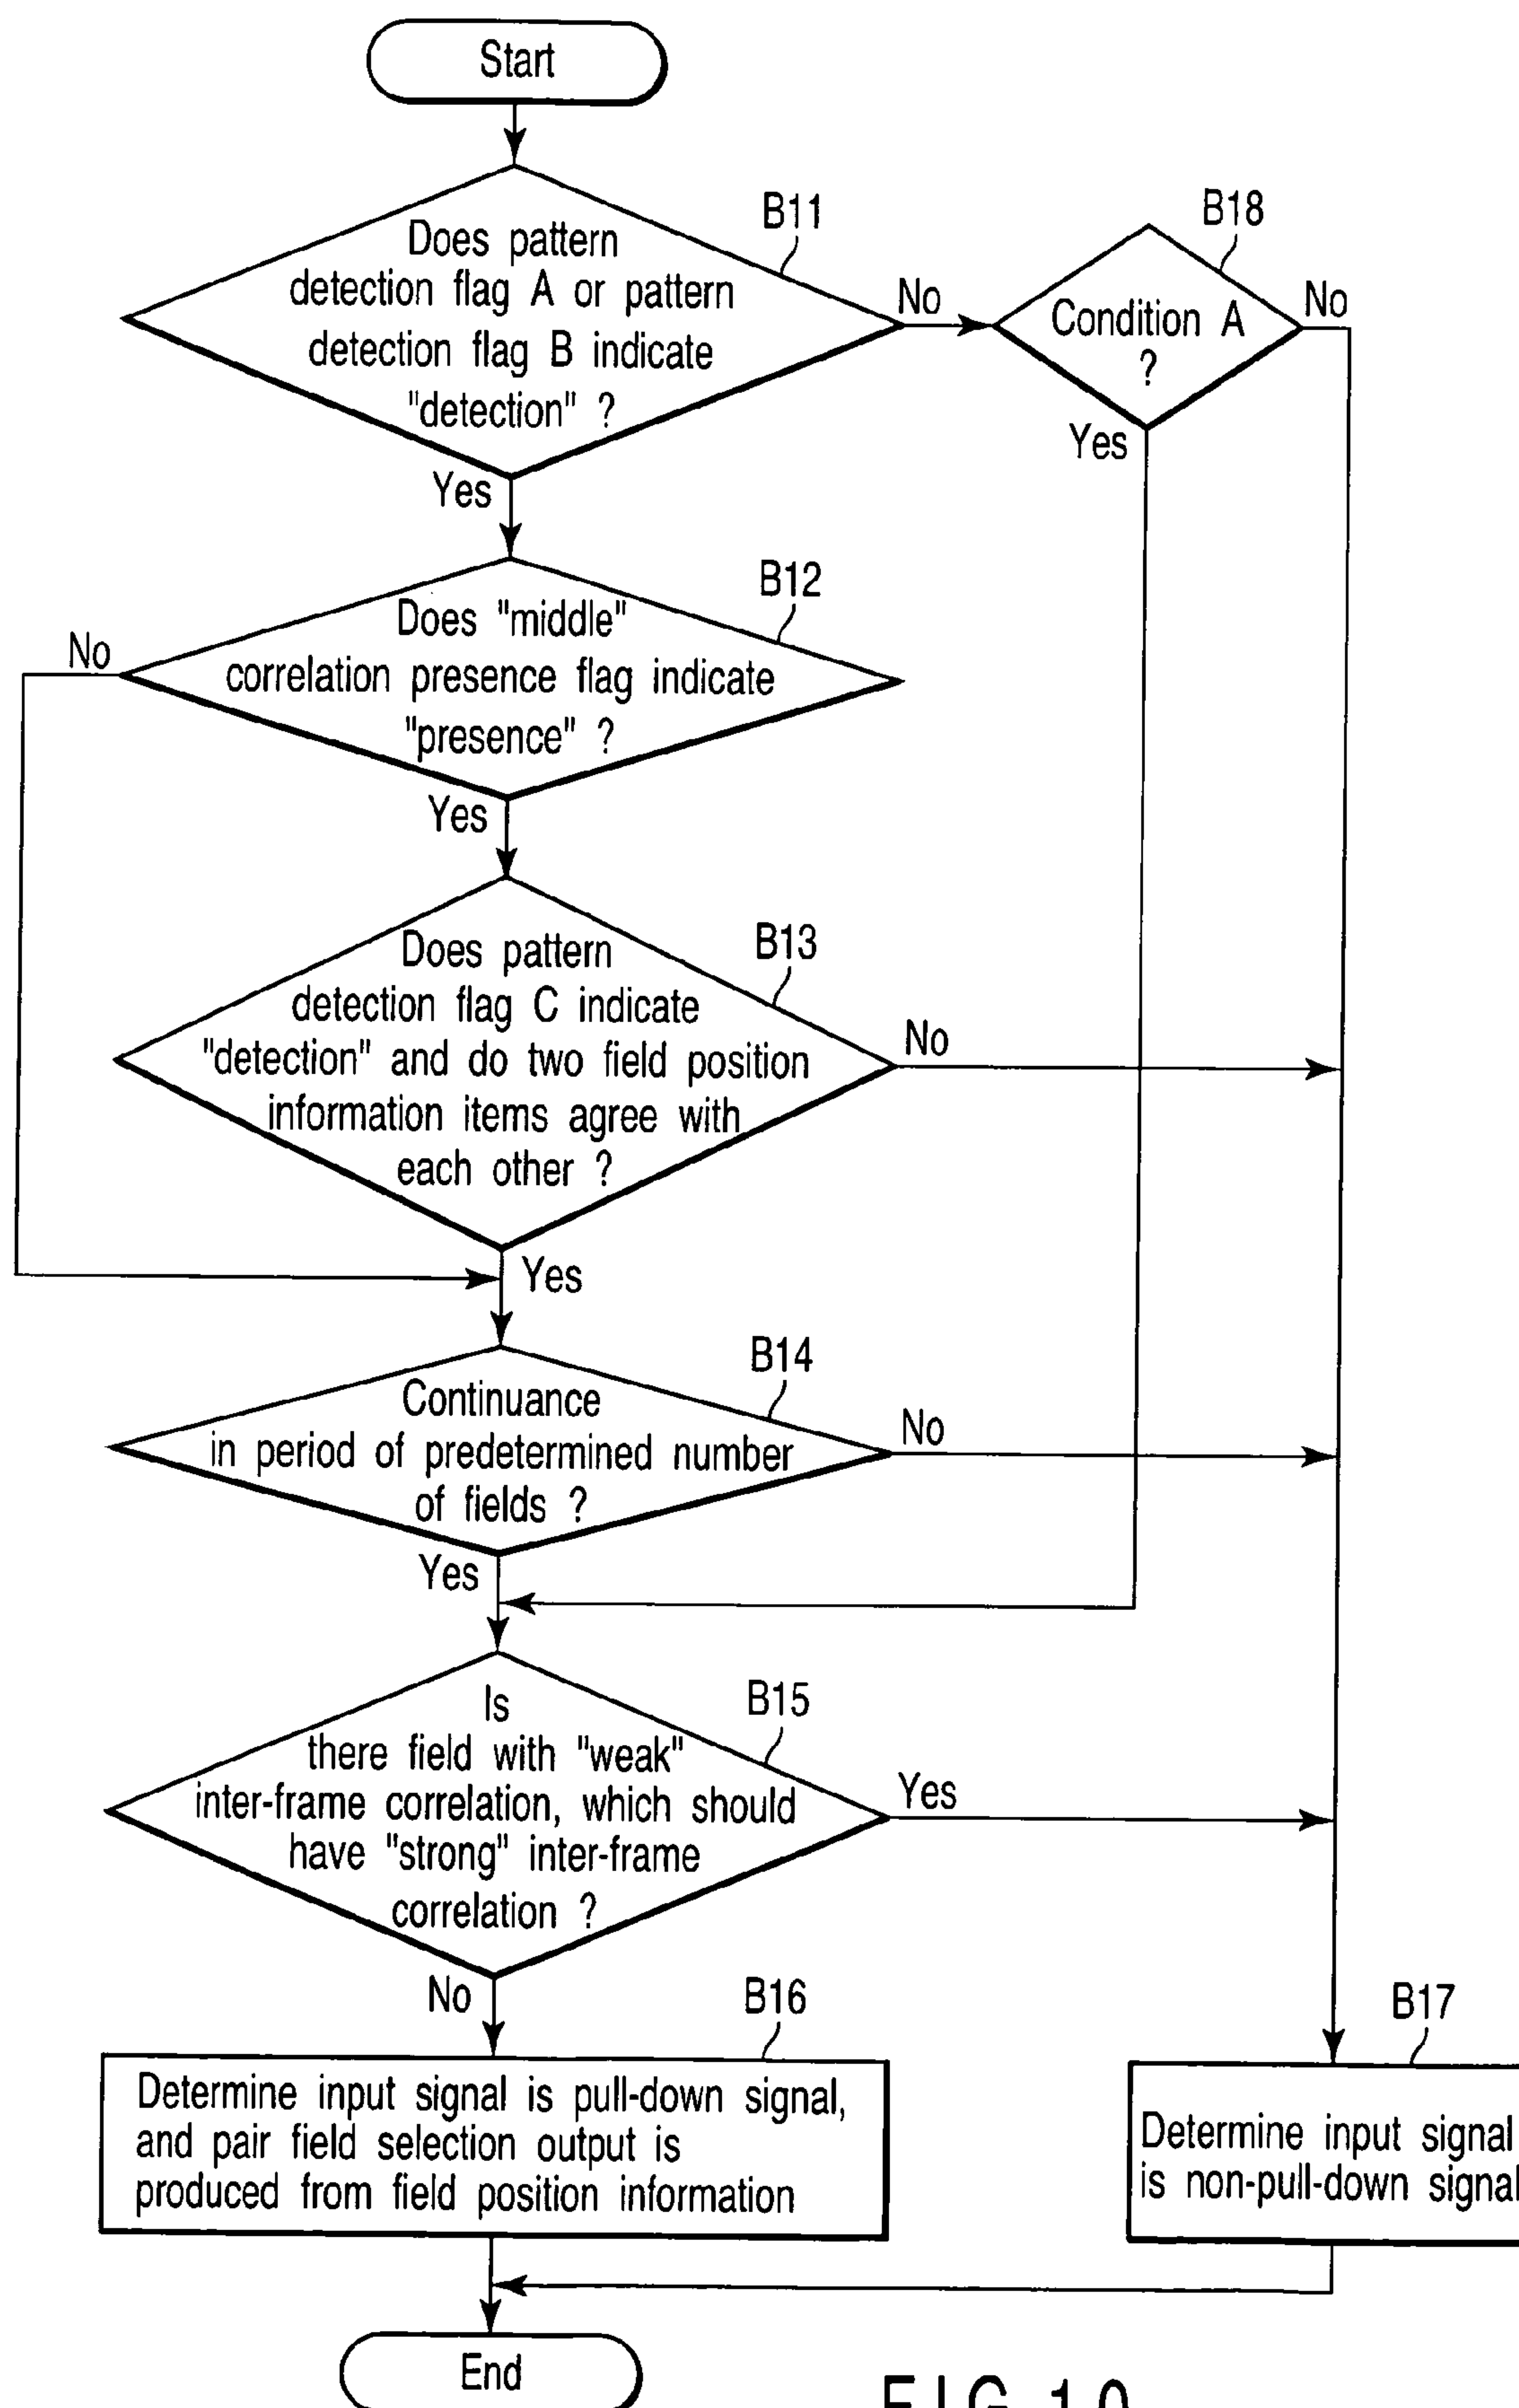 Start
B11
Does pattern
detection flag A or pattern
detection flag B indicate
"detection" ?
No
Yes
B18
Condition A
?
No
Yes
B12
Does "middle"
correlation presence flag indicate
"presence" ?
No
Yes
B13
Does pattern
detection flag C indicate
"detection" and do two field position
information items agree with
each other ?
No
Yes
B14
Continuance
in period of predetermined number
of fields ?
No
Yes
B15
Is
there field with "weak"
inter-frame correlation, which should
have "strong" inter-frame
correlation ?
Yes
No
B16
Determine input signal is pull-down signal,
and pair field selection output is
produced from field position information
B17
Determine input signal
is non-pull-down signal
End
FIG.10